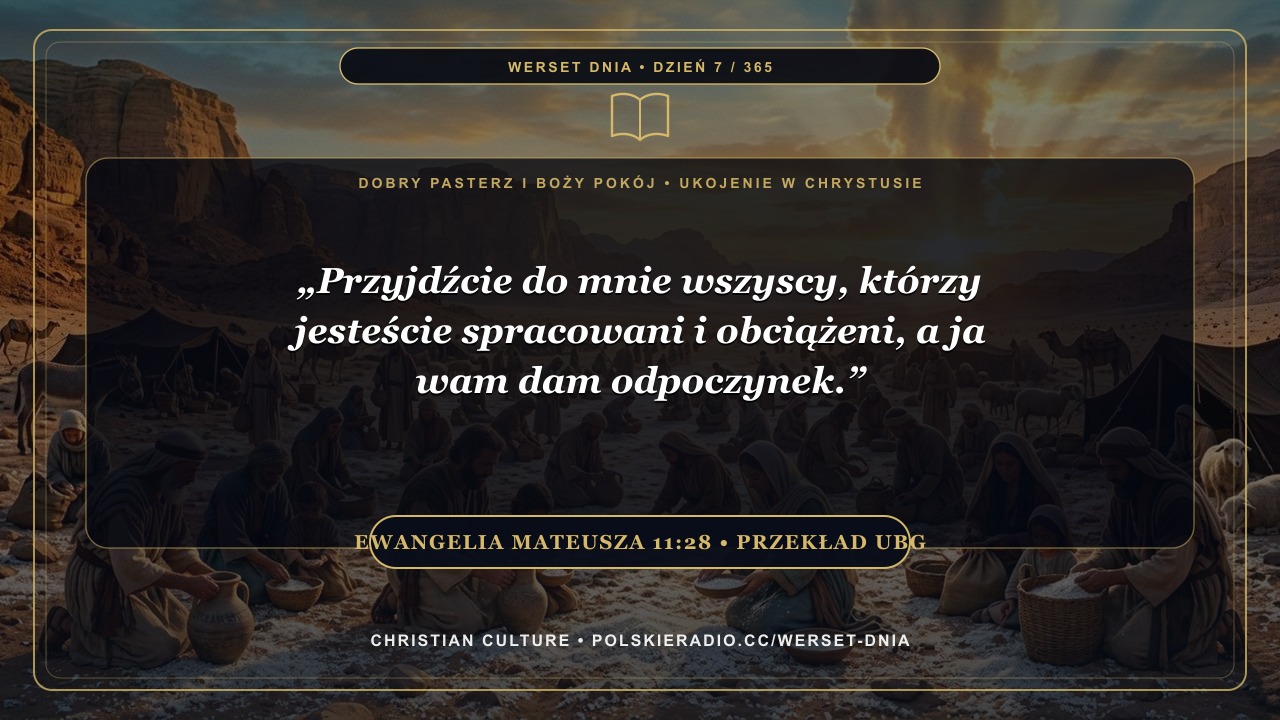 WERSET DNIA • DZIEŃ 7 / 365
DOBRY PASTERZ I BOŻY POKÓJ • UKOJENIE W CHRYSTUSIE
„Przyjdźcie do mnie wszyscy, którzy
jesteście spracowani i obciążeni, a ja
wam dam odpoczynek.”
EWANGELIA MATEUSZA 11:28 • PRZEKŁAD UBG
CHRISTIAN CULTURE • POLSKIERADIO.CC/WERSET-DNIA